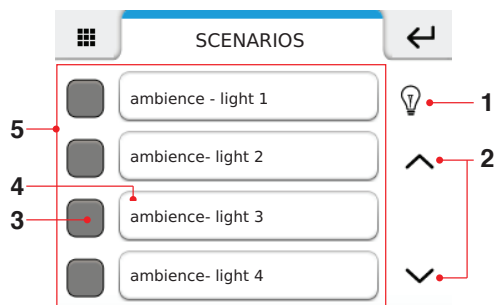 SCENARIOS
ambience - light 1
1
5
ambience- light 2
2
4
ambience- light 3
3
ambience- light 4